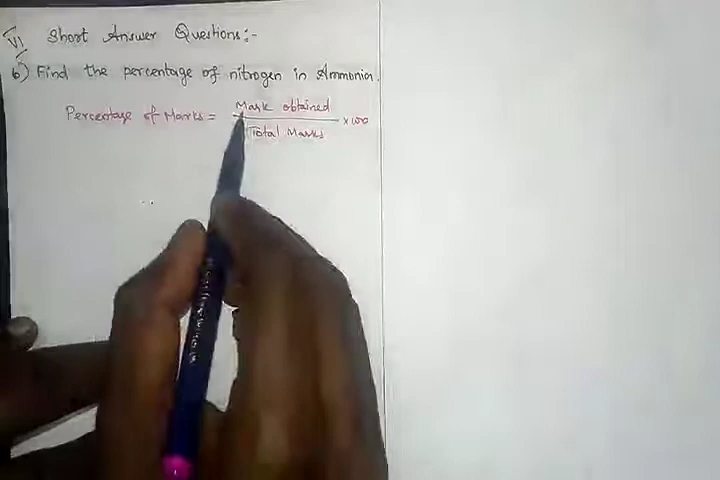 VI Short Answer Questions:-
6) Find the percentage of nitrogen in Ammonia.
Percentage of Marks = Mark obtained / Total Marks × 100